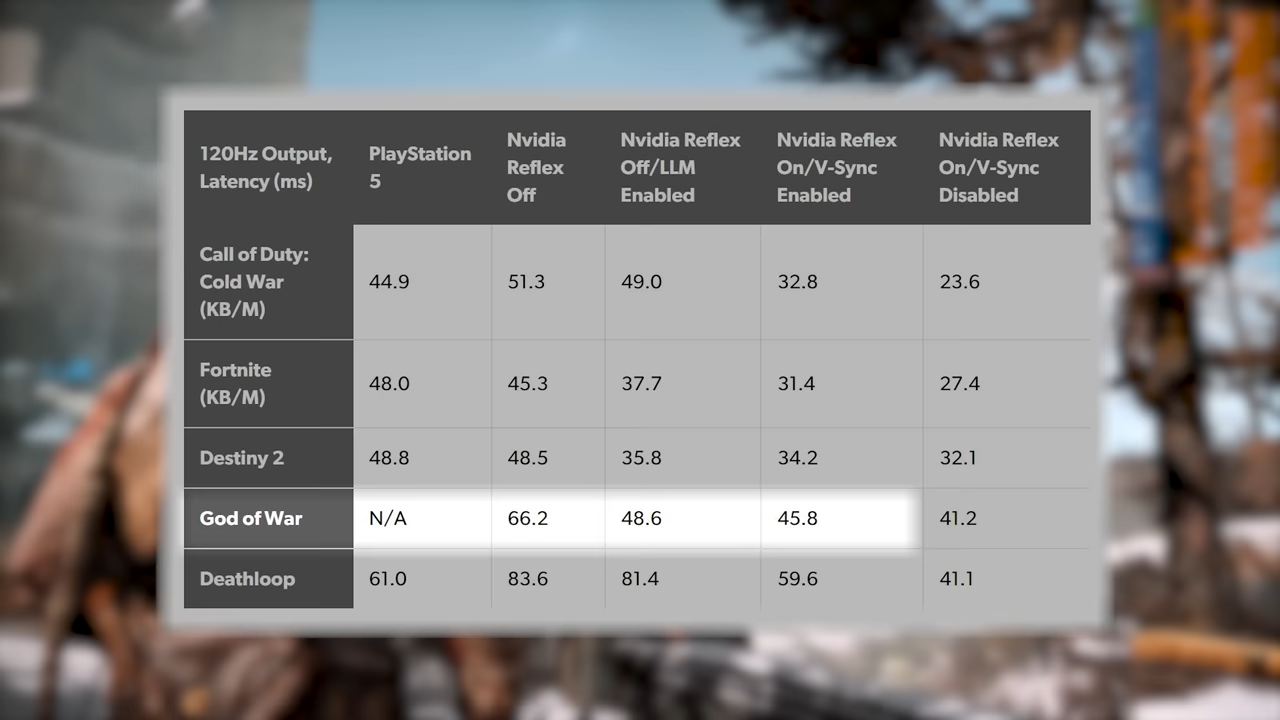 120Hz Output, Latency (ms) PlayStation 5 Nvidia Reflex Off Nvidia Reflex Off/LLM Enabled Nvidia Reflex On/V-Sync Enabled Nvidia Reflex On/V-Sync Disabled
Call of Duty: Cold War (KB/M) 44.9 51.3 49.0 32.8 23.6
Fortnite (KB/M) 48.0 45.3 37.7 31.4 27.4
Destiny 2 48.8 48.5 35.8 34.2 32.1
God of War N/A 66.2 48.6 45.8 41.2
Deathloop 61.0 83.6 81.4 59.6 41.1